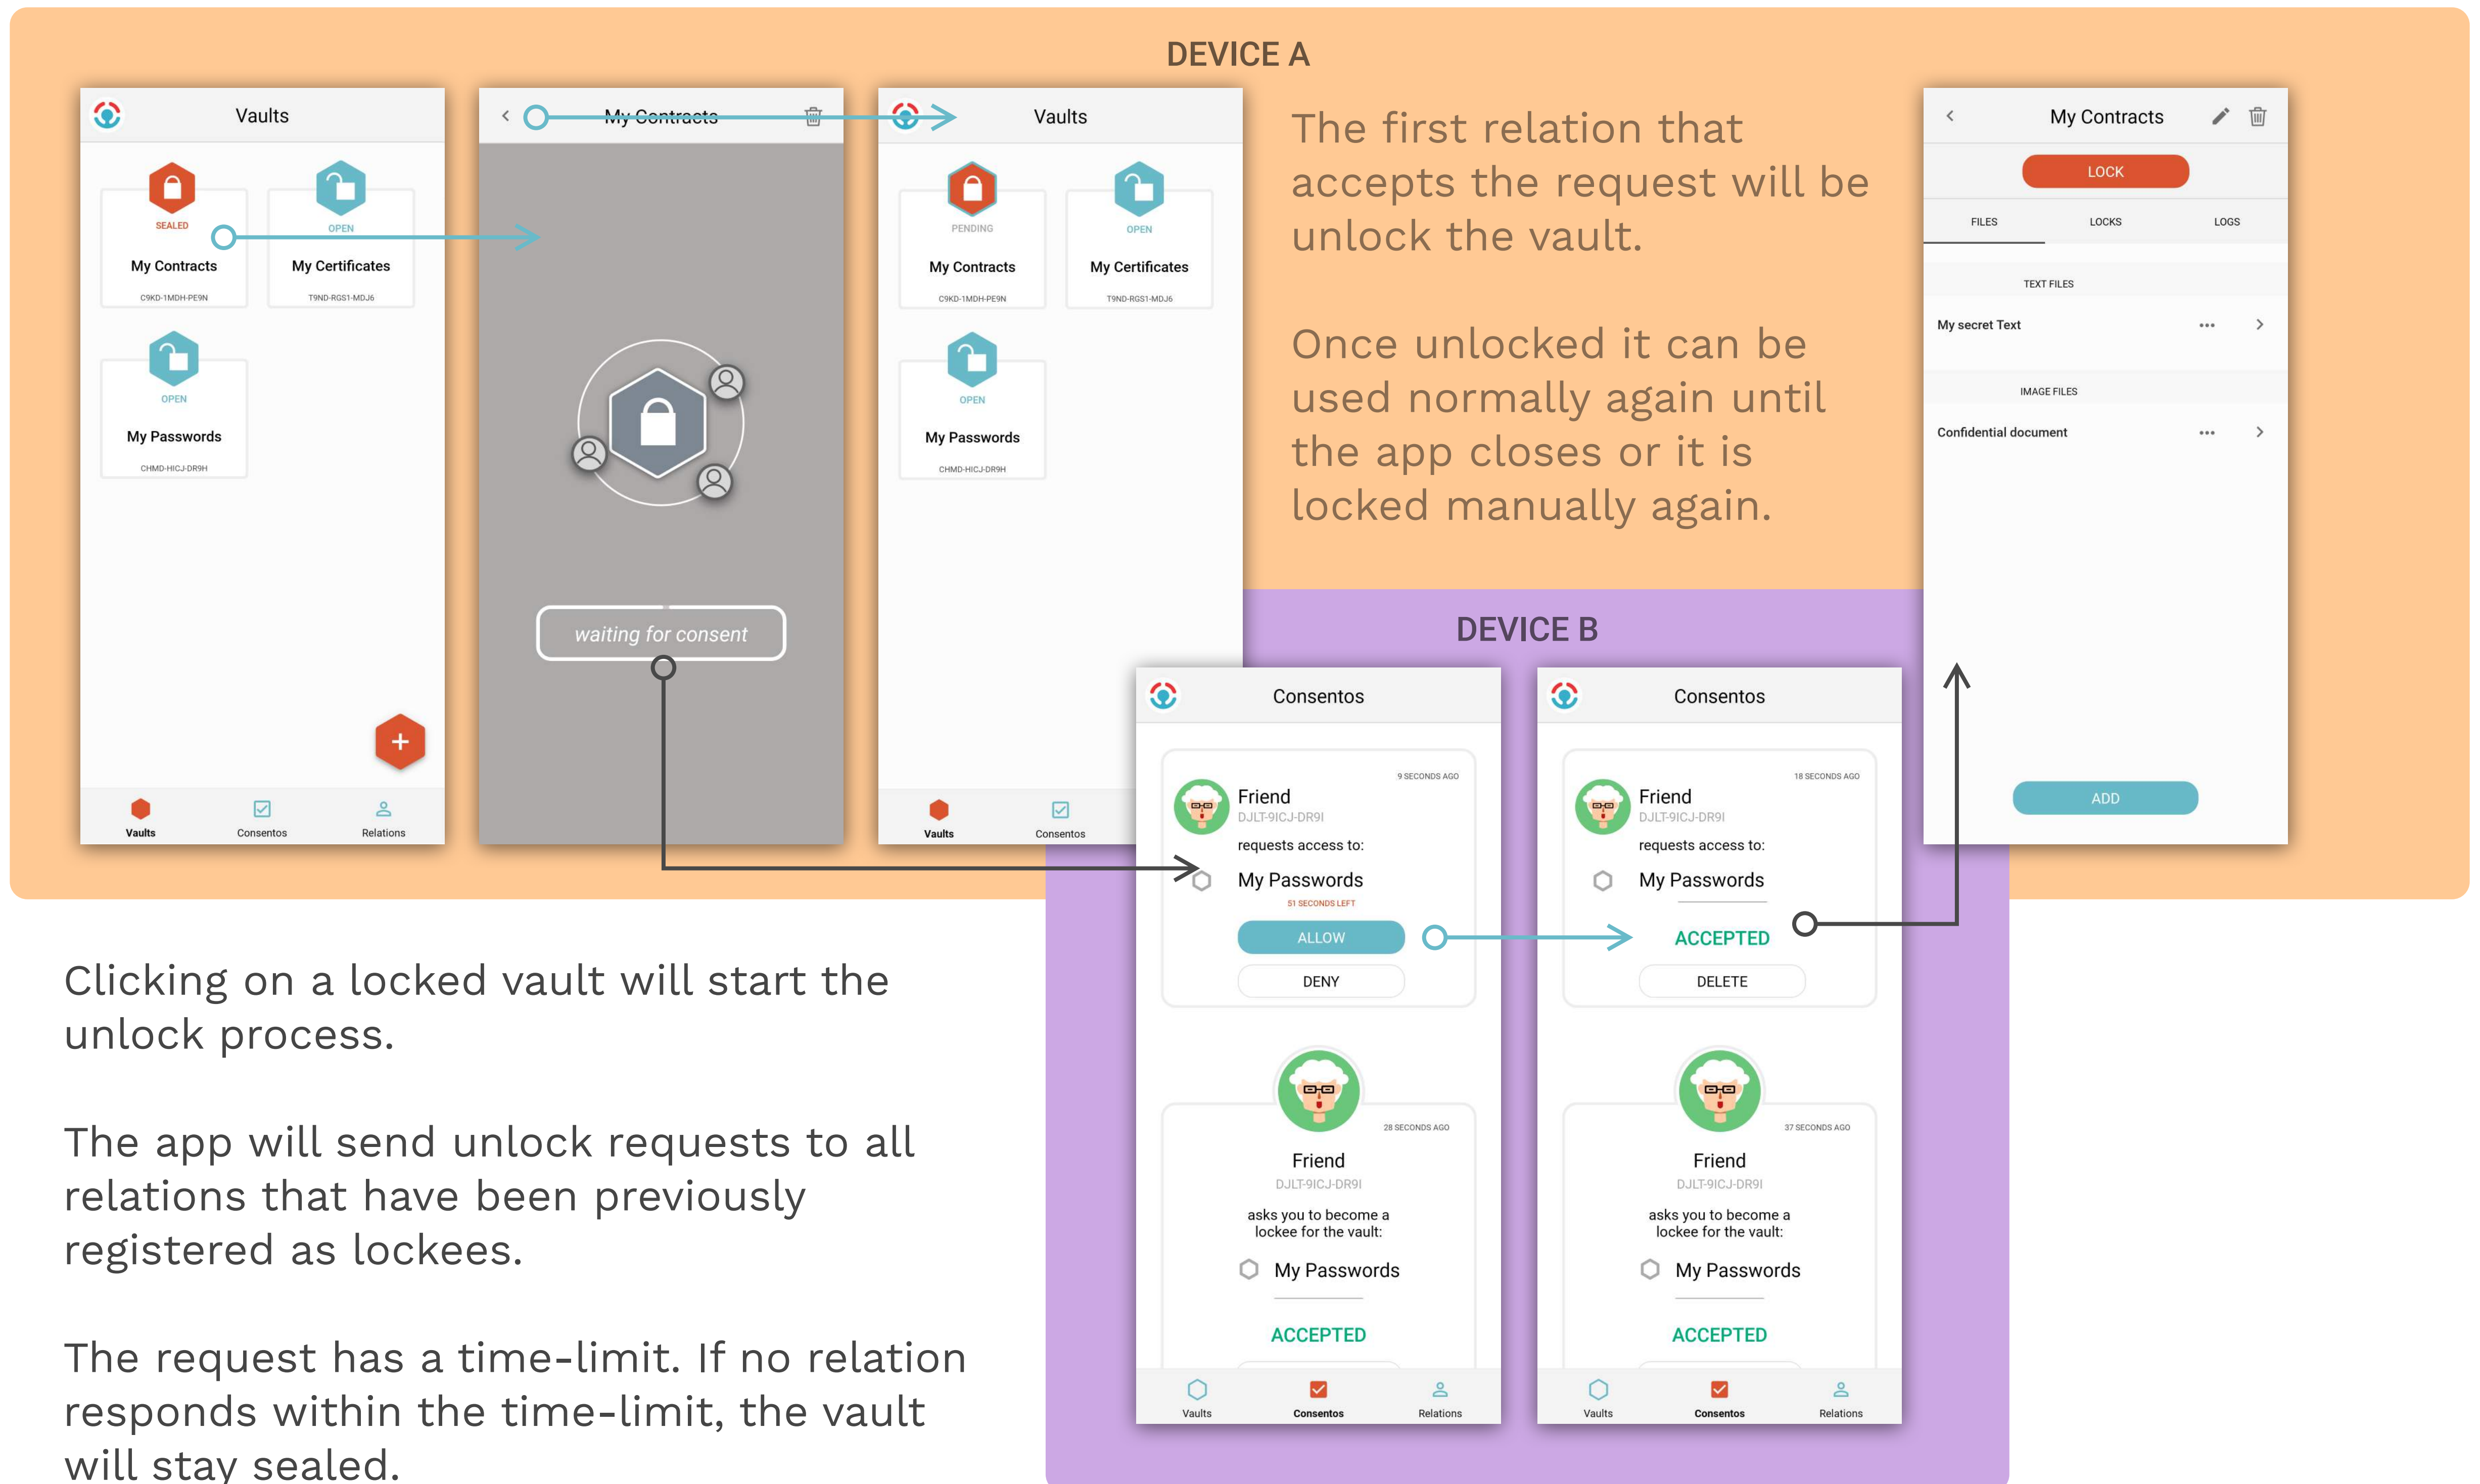 DEVICE A
Vaults
SEALED
OPEN
My Contracts
My Certificates
C9KD-1MDH-PE9N
T9ND-RGS1-MDJ6
OPEN
My Passwords
CHMD-HICJ-DR9H
+
Vaults
Consentos
Relations
<
My Contracts
waiting for consent
Vaults
PENDING
OPEN
My Contracts
My Certificates
C9KD-1MDH-PE9N
T9ND-RGS1-MDJ6
OPEN
My Passwords
CHMD-HICJ-DR9H
Vaults
Consentos
The first relation that
accepts the request will be
unlock the vault.
Once unlocked it can be
used normally again until
the app closes or it is
locked manually again.
<
My Contracts
LOCK
FILES
LOCKS
LOGS
TEXT FILES
My secret Text
... >
IMAGE FILES
Confidential document
... >
ADD
DEVICE B
Consentos
9 SECONDS AGO
Friend
DJLT-9ICJ-DR9I
requests access to:
My Passwords
51 SECONDS LEFT
ALLOW
DENY
28 SECONDS AGO
Friend
DJLT-9ICJ-DR9I
asks you to become a
lockee for the vault:
My Passwords
ACCEPTED
Vaults
Consentos
Relations
Consentos
18 SECONDS AGO
Friend
DJLT-9ICJ-DR9I
requests access to:
My Passwords
ACCEPTED
DELETE
37 SECONDS AGO
Friend
DJLT-9ICJ-DR9I
asks you to become a
lockee for the vault:
My Passwords
ACCEPTED
Vaults
Consentos
Relations
Clicking on a locked vault will start the
unlock process.
The app will send unlock requests to all
relations that have been previously
registered as lockees.
The request has a time-limit. If no relation
responds within the time-limit, the vault
will stay sealed.